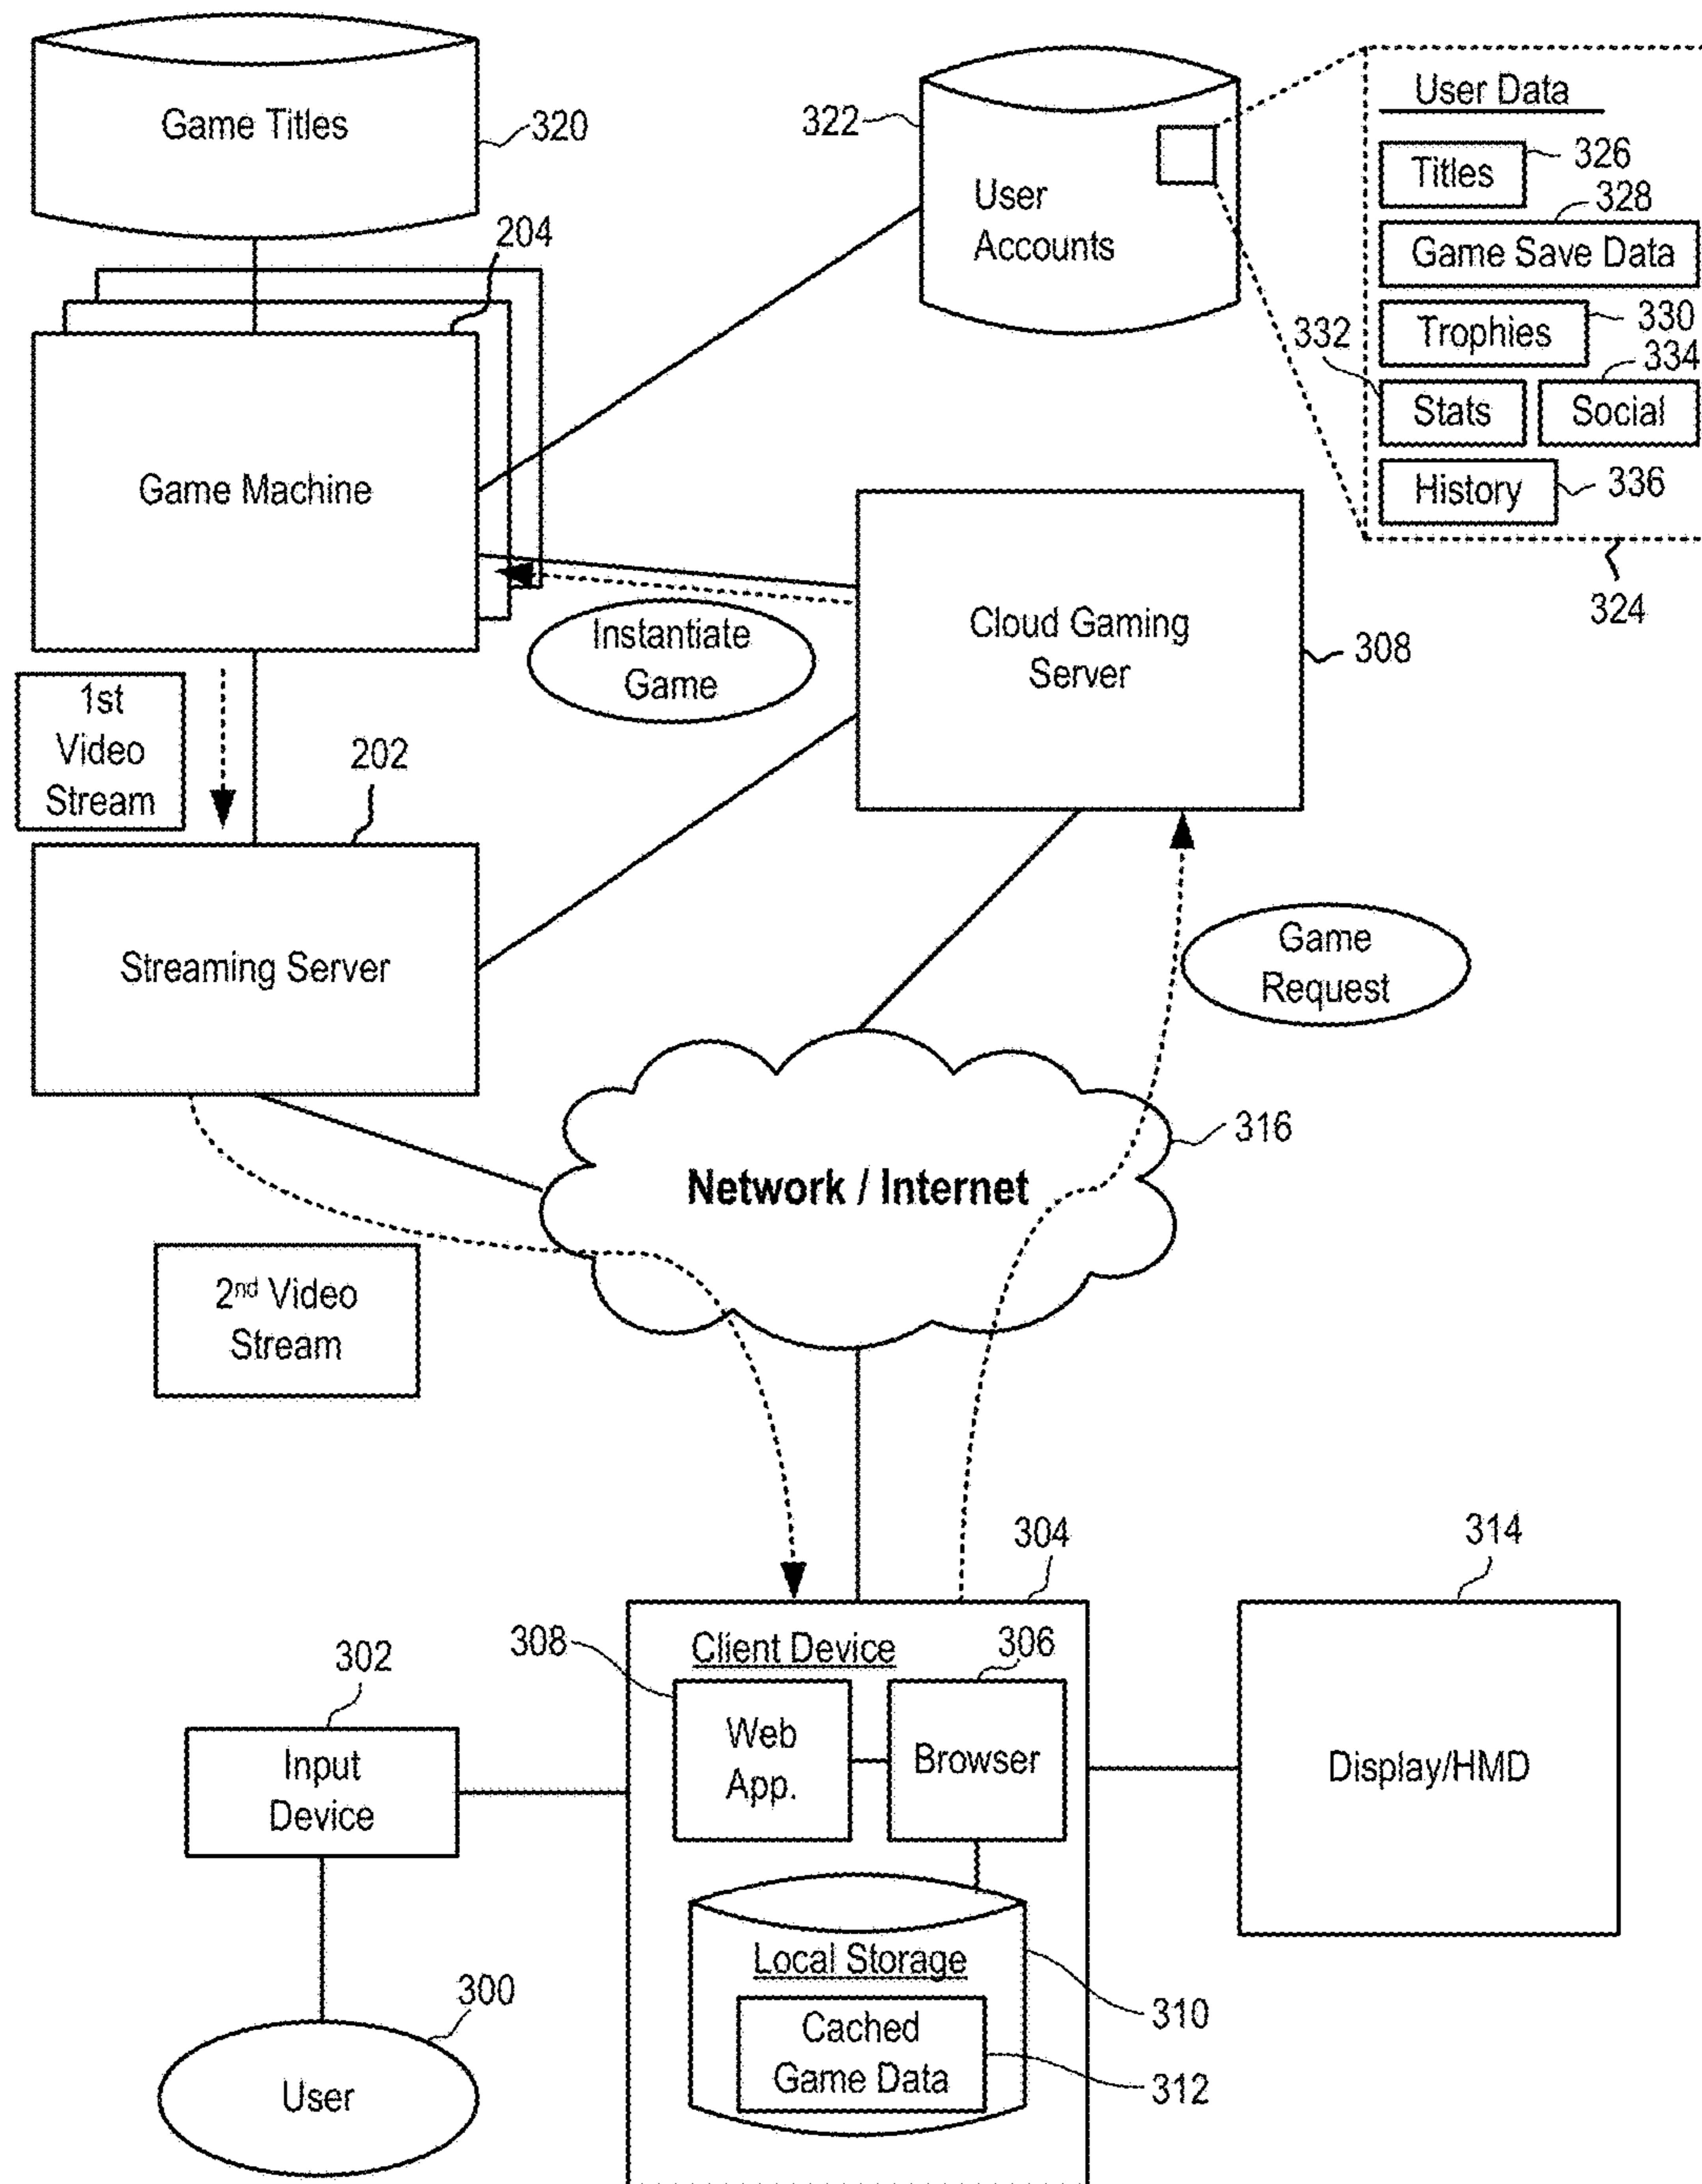 Game Titles
320
322
User
Accounts
User Data
Titles
326
328
Game Save Data
Trophies
330
332
334
Stats
Social
History
336
324
204
Game Machine
Instantiate
Game
Cloud Gaming
Server
308
1st
Video
Stream
202
Streaming Server
Game
Request
316
Network / Internet
2nd Video
Stream
304
314
308
Client Device
306
302
Input
Device
Web
App.
Browser
Display/HMD
Local Storage
310
Cached
Game Data
312
300
User